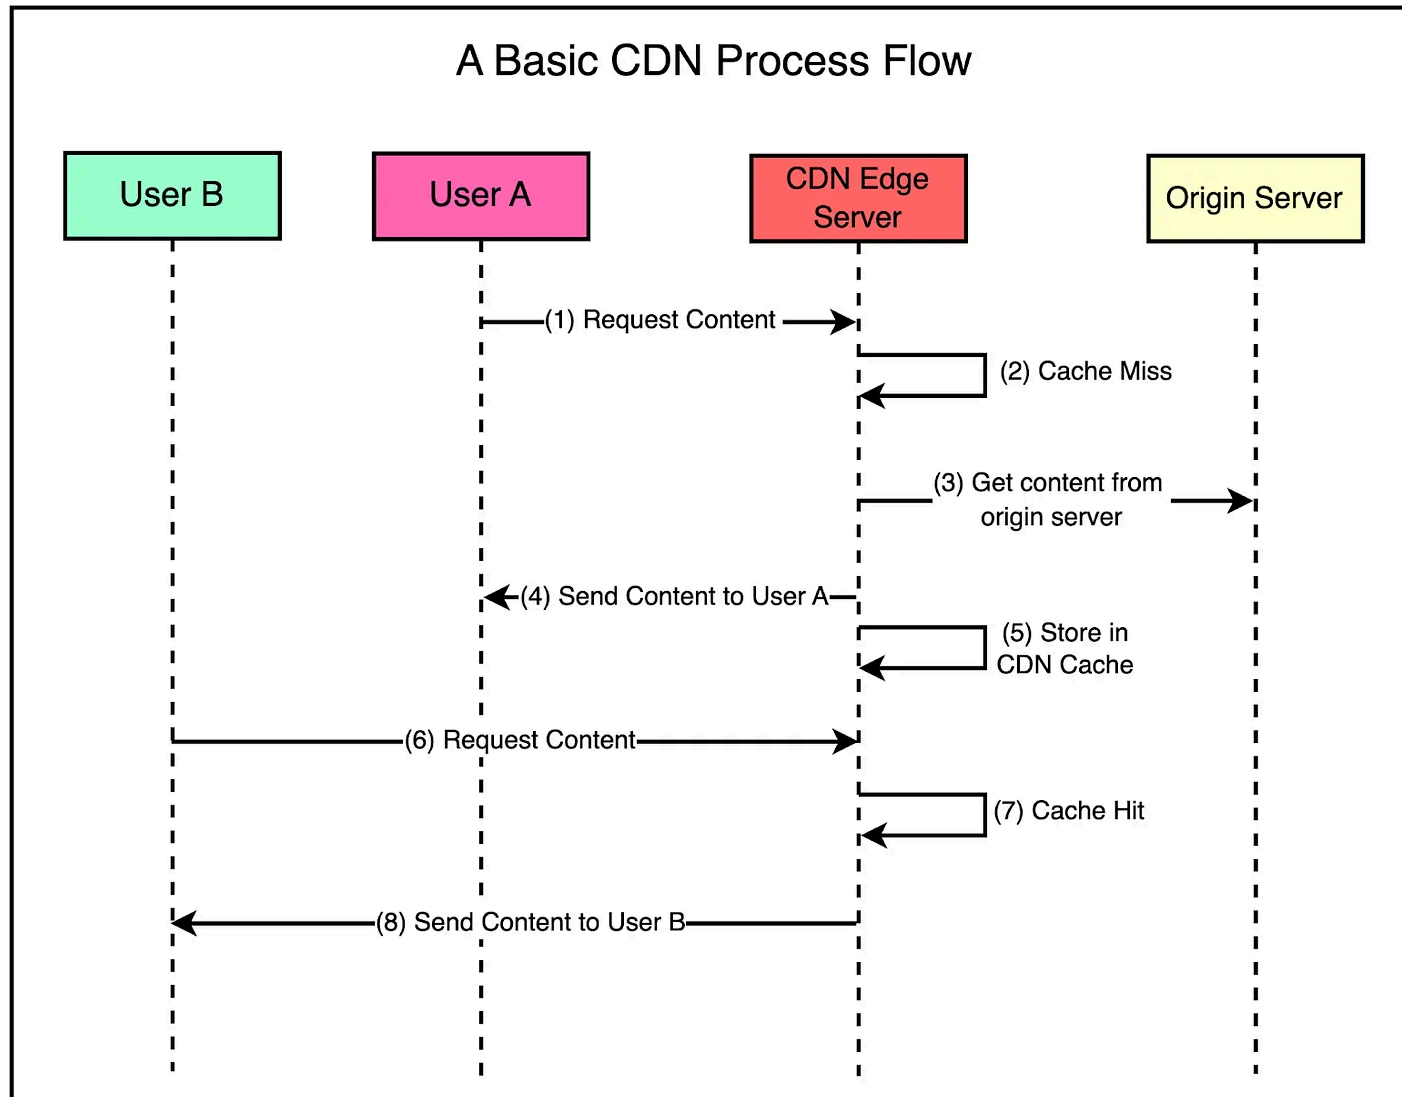 A Basic CDN Process Flow
User B
User A
CDN Edge
Server
Origin Server
(1) Request Content
(2) Cache Miss
(3) Get content from
origin server
(4) Send Content to User A
(5) Store in
CDN Cache
(6) Request Content
(7) Cache Hit
(8) Send Content to User B